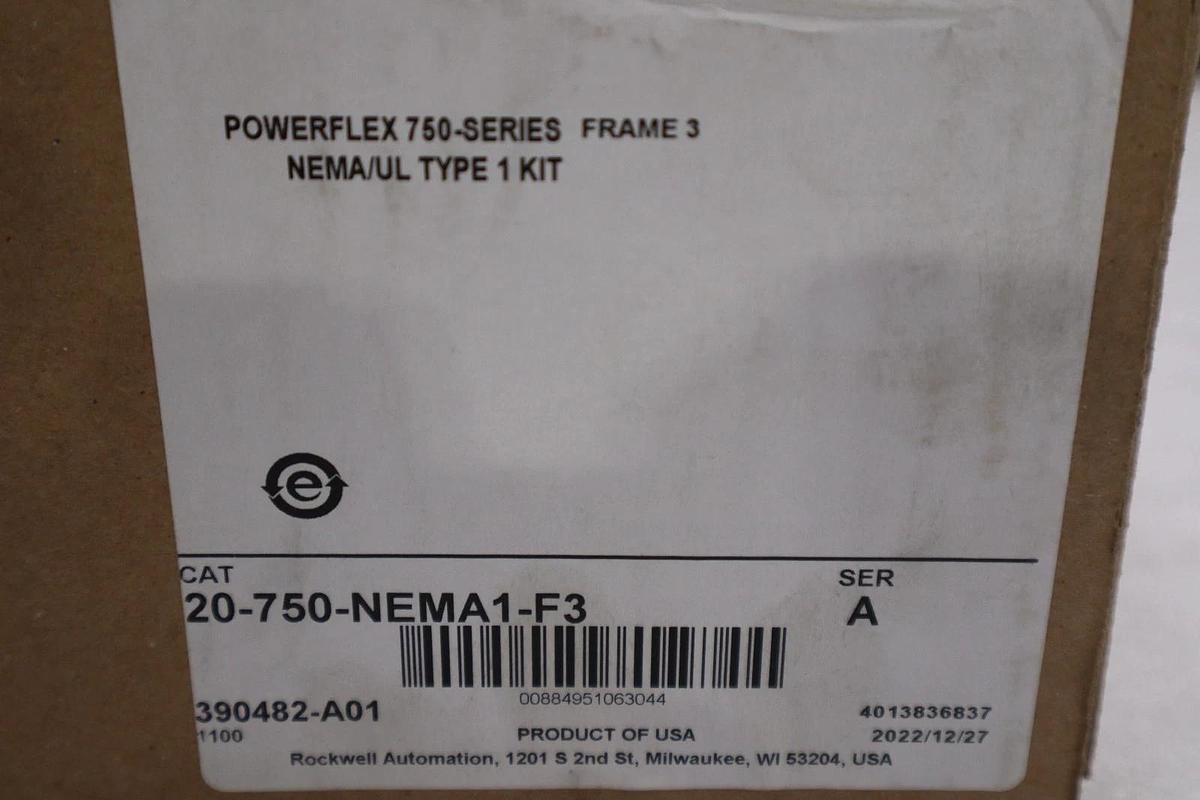 POWERFLEX 750-SERIES FRAME 3
NEMA/UL TYPE 1 KIT
e
CAT
SER
20-750-NEMA1-F3
A
00884951063044
390482-A01
4013836837
1100
PRODUCT OF USA
2022/12/27
Rockwell Automation, 1201 S 2nd St, Milwaukee, WI 53204, USA